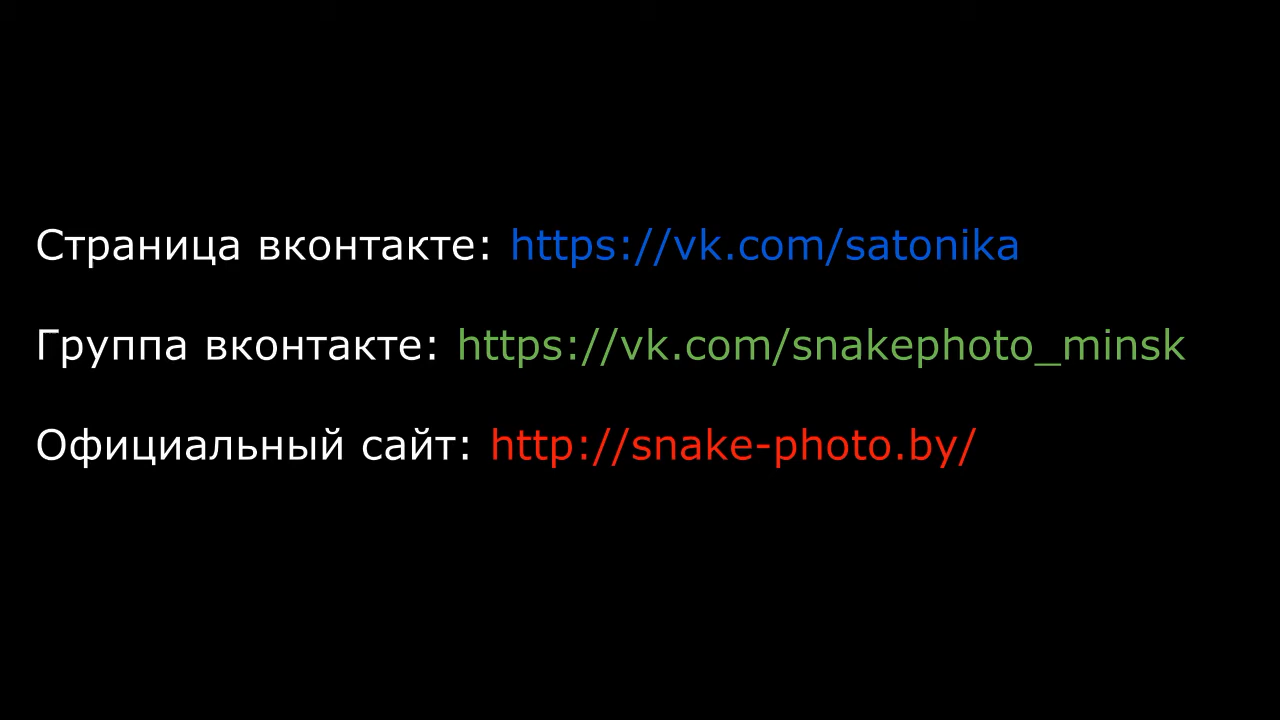 Страница вконтакте: https://vk.com/satonika
Группа вконтакте: https://vk.com/snakephoto_minsk
Официальный сайт: http://snake-photo.by/